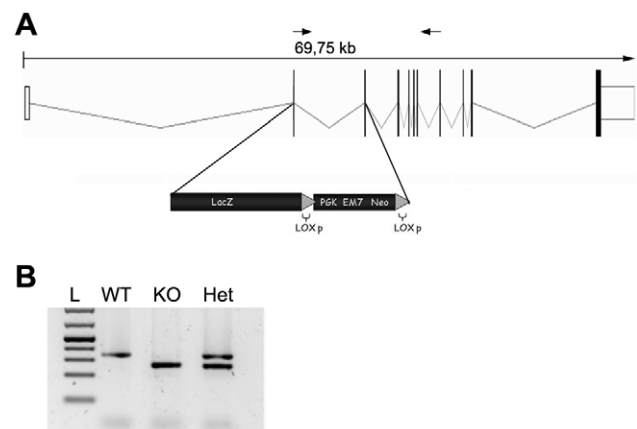 A
69,75 kb
LacZ
PGK EM7 Neo
LOX p
LOX p
B
L WT KO Het